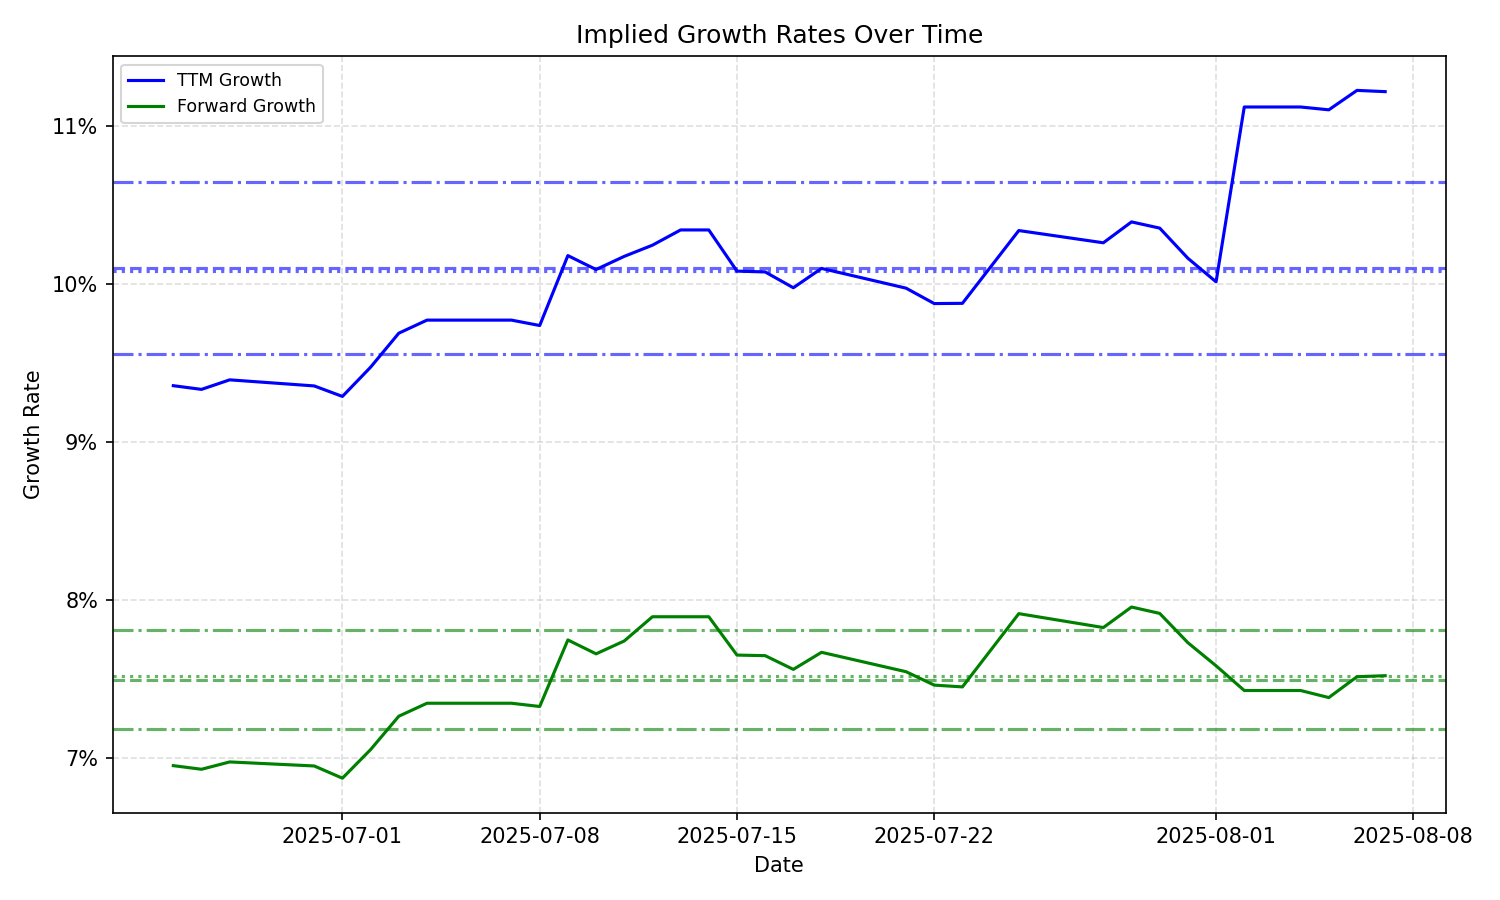 Implied Growth Rates Over Time
TTM Growth
Forward Growth
11%
10%
9%
8%
7%
Growth Rate
2025-07-01
2025-07-08
2025-07-15
2025-07-22
2025-08-01
2025-08-08
Date